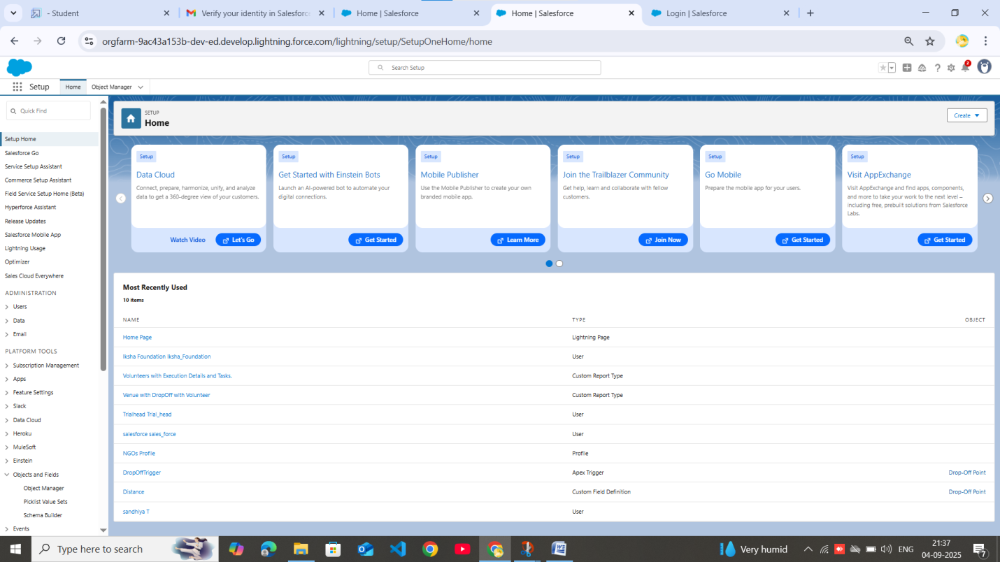 - Student
Verify your identity in Salesforc
Home | Salesforce
Home | Salesforce
Login | Salesforce
orgfarm-9ac43a153b-dev-ed.develop.lightning.force.com/lightning/setup/SetupOneHome/home
Search Setup
2
Setup
Home
Object Manager
Quick Find
Setup Home
Salesforce Go
Service Setup Assistant
Commerce Setup Assistant
Field Service Setup Home (Beta)
Hyperforce Assistant
Release Updates
Salesforce Mobile App
Lightning Usage
Optimizer
Sales Cloud Everywhere
ADMINISTRATION
Users
Data
Email
PLATFORM TOOLS
Subscription Management
Apps
Feature Settings
Slack
Data Cloud
Heroku
MuleSoft
Einstein
Objects and Fields
Object Manager
Picklist Value Sets
Schema Builder
Events
SETUP
Home
Create
Setup
Data Cloud
Connect, prepare, harmonize, unify, and analyze
data to get a 360-degree view of your customers.
Watch Video
Let's Go
Setup
Get Started with Einstein Bots
Launch an AI-powered bot to automate your
digital connections.
Get Started
Setup
Mobile Publisher
Use the Mobile Publisher to create your own
branded mobile app.
Learn More
Setup
Join the Trailblazer Community
Get help, learn and collaborate with fellow
customers.
Join Now
Setup
Go Mobile
Prepare the mobile app for your users.
Get Started
Setup
Visit AppExchange
Visit AppExchange and find apps, components,
and more to take your work to the next level –
including free, prebuilt solutions from Salesforce
Labs.
Get Started
Most Recently Used
10 items
NAME TYPE OBJECT
Home Page Lightning Page
Iksha Foundation Iksha_Foundation User
Volunteers with Execution Details and Tasks. Custom Report Type
Venue with DropOff with Volunteer Custom Report Type
Trialhead Trial_head User
salesforce sales_force User
NGOs Profile Profile
DropOffTrigger Apex Trigger Drop-Off Point
Distance Custom Field Definition Drop-Off Point
sandhiya T User
Type here to search
Very humid
ENG
21:37
04-09-2025
7